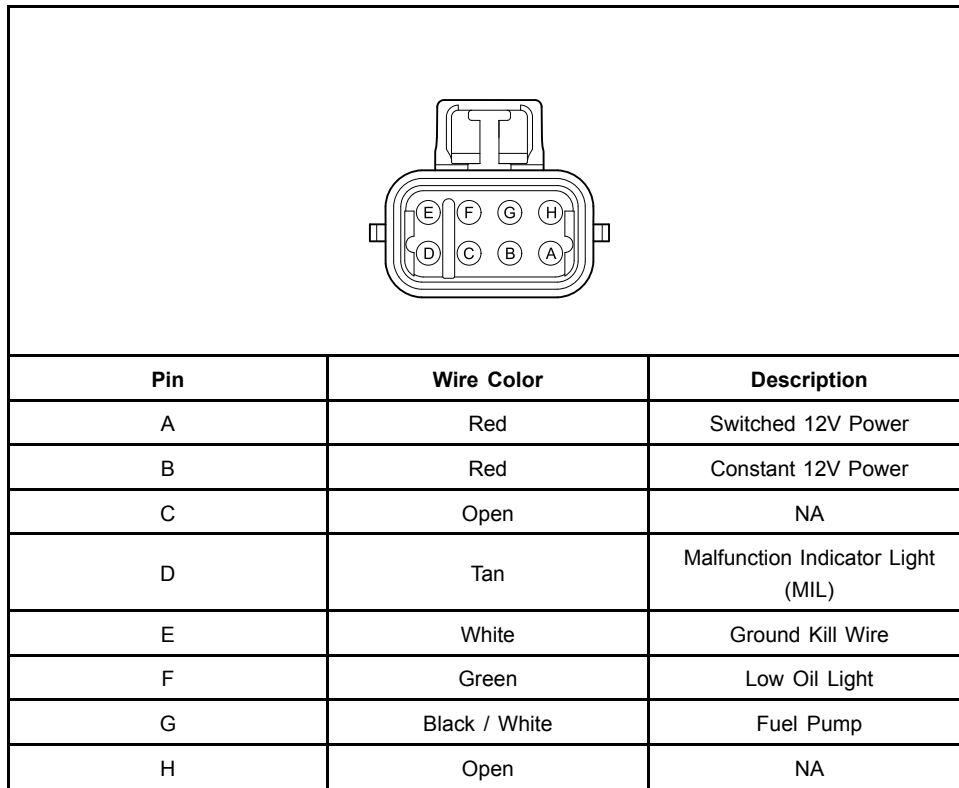 E F G H
D C B A
Pin Wire Color Description
A Red Switched 12V Power
B Red Constant 12V Power
C Open NA
D Tan Malfunction Indicator Light
(MIL)
E White Ground Kill Wire
F Green Low Oil Light
G Black / White Fuel Pump
H Open NA